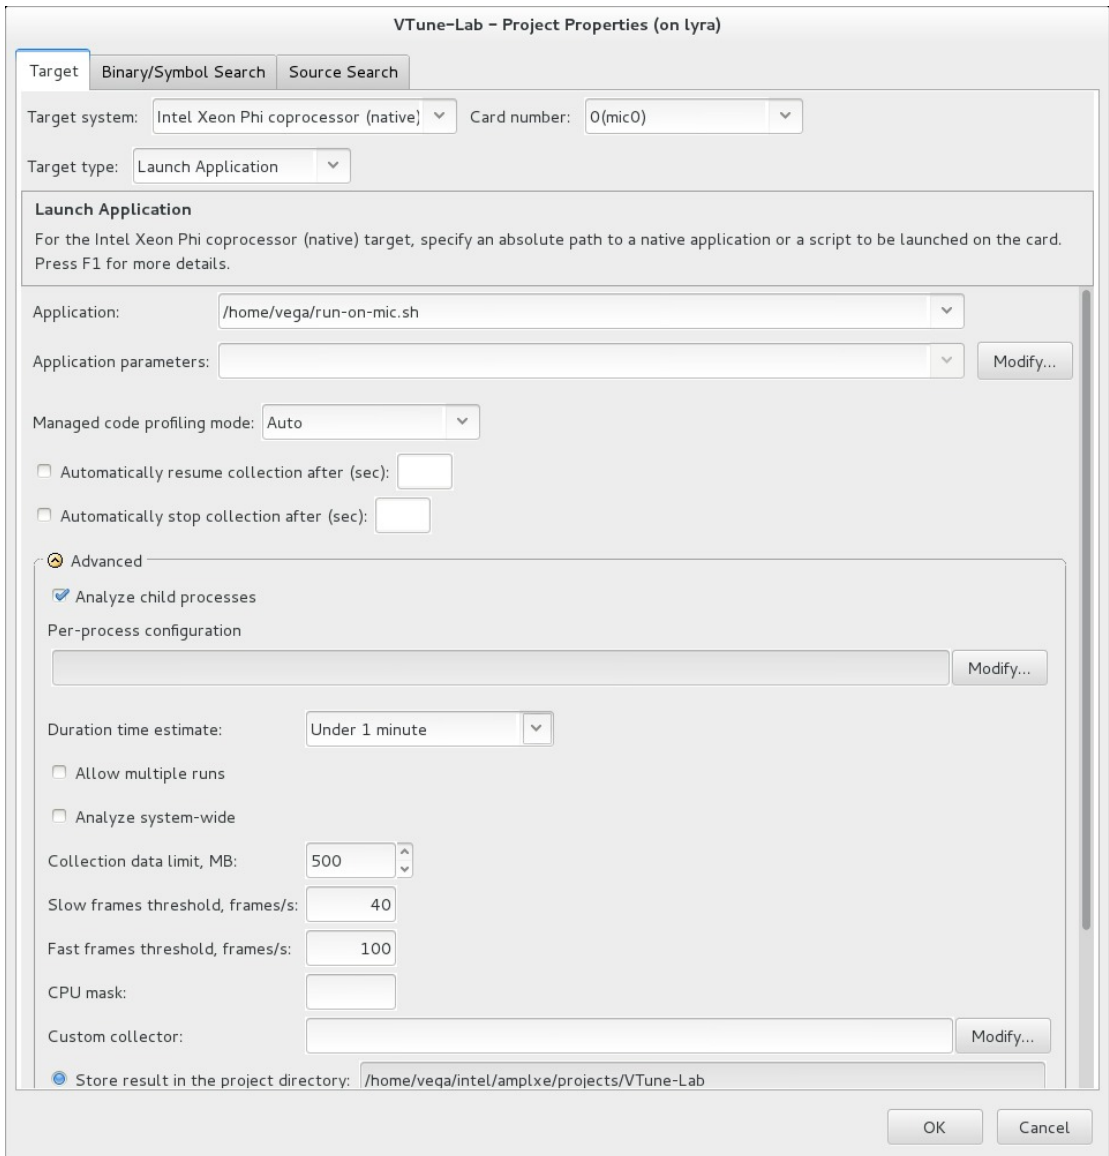 VTune-Lab - Project Properties (on lyra)
Target Binary/Symbol Search Source Search
Target system: Intel Xeon Phi coprocessor (native) Card number: 0(mic0)
Target type: Launch Application
Launch Application
For the Intel Xeon Phi coprocessor (native) target, specify an absolute path to a native application or a script to be launched on the card.
Press F1 for more details.
Application: /home/vega/run-on-mic.sh
Application parameters: Modify...
Managed code profiling mode: Auto
Automatically resume collection after (sec):
Automatically stop collection after (sec):
Advanced
Analyze child processes
Per-process configuration
Modify...
Duration time estimate: Under 1 minute
Allow multiple runs
Analyze system-wide
Collection data limit, MB: 500
Slow frames threshold, frames/s: 40
Fast frames threshold, frames/s: 100
CPU mask:
Custom collector: Modify...
Store result in the project directory: /home/vega/intel/amplxe/projects/VTune-Lab
OK Cancel